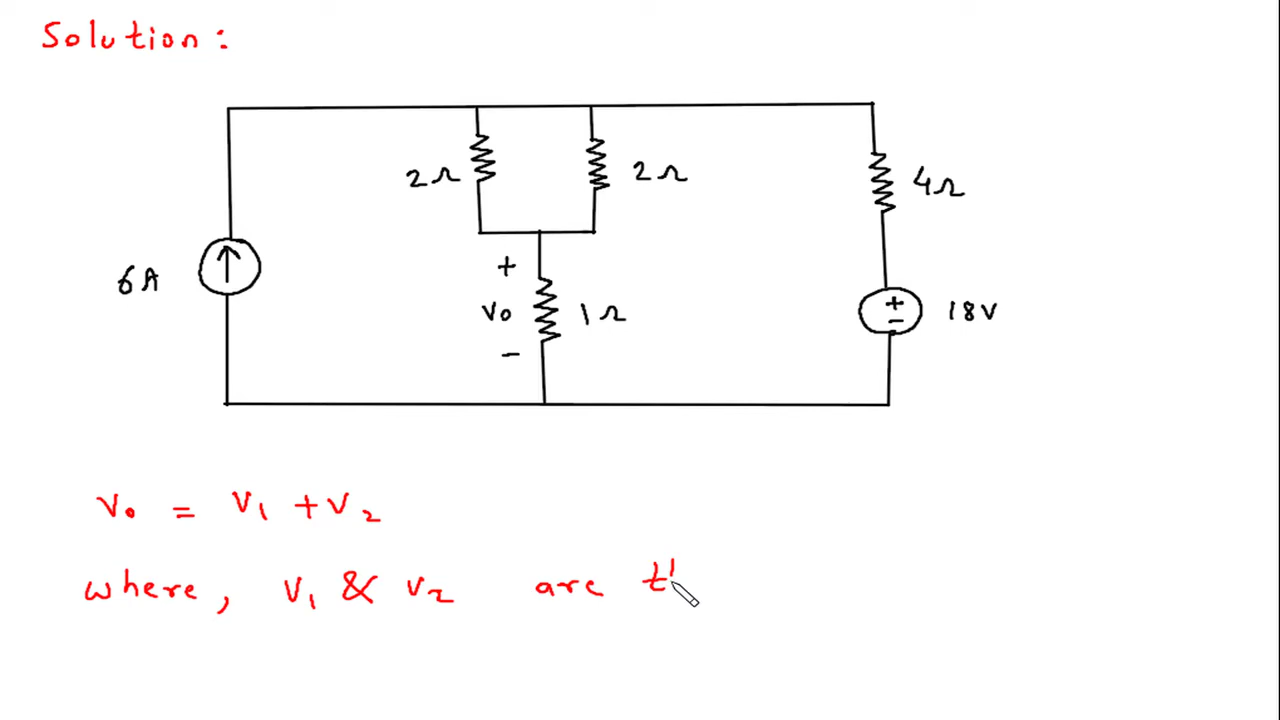 Solution:
2Ω
2Ω
4Ω
6A
+
Vo
1Ω
-
+
-
18V
Vo = V1 + V2
where, V1 & V2 are